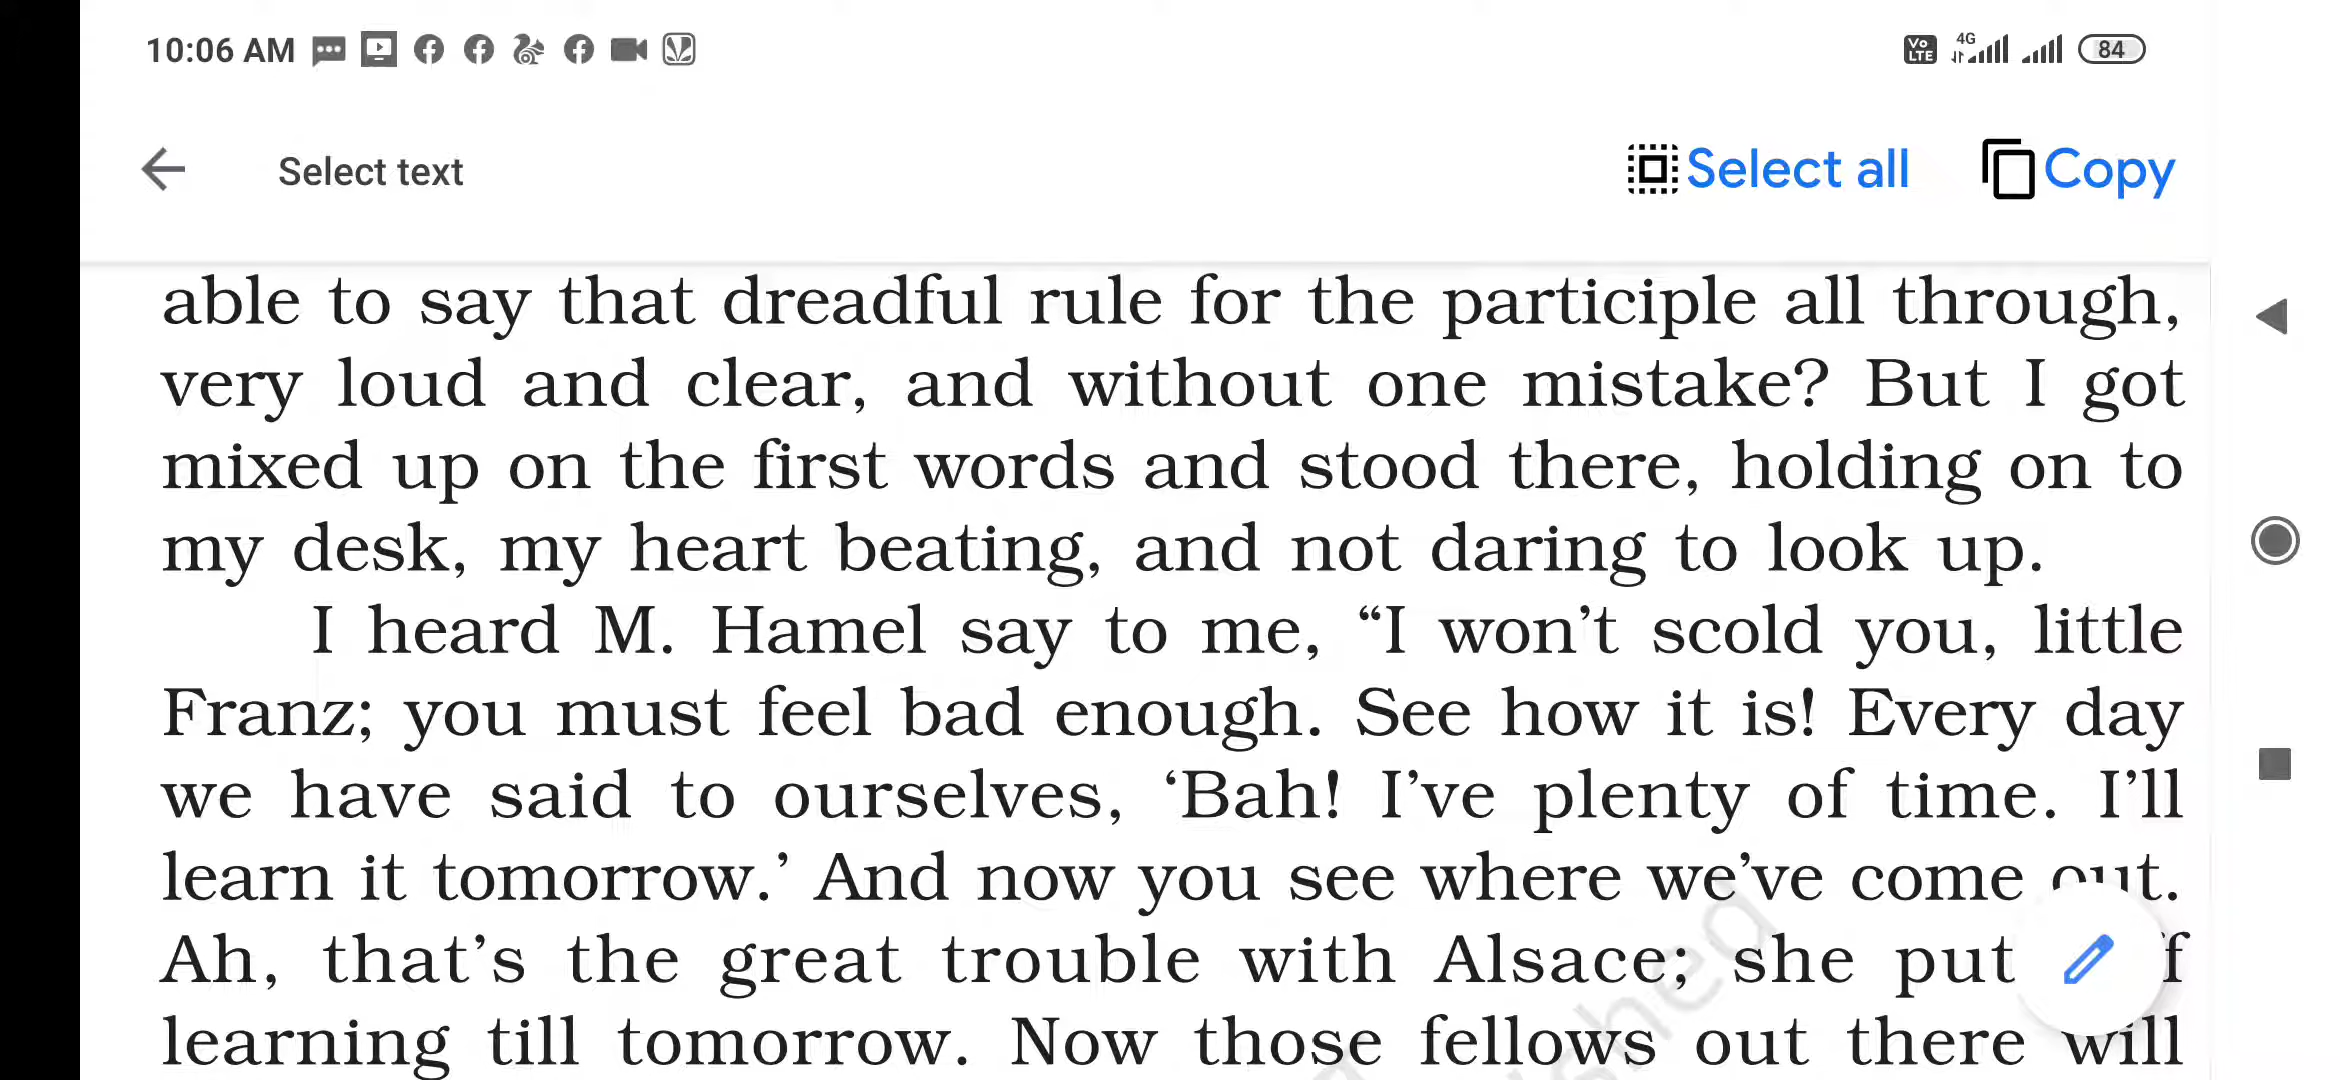 10:06 AM
Vo LTE 4G 84
Select text
Select all
Copy
able to say that dreadful rule for the participle all through,
very loud and clear, and without one mistake? But I got
mixed up on the first words and stood there, holding on to
my desk, my heart beating, and not daring to look up.
I heard M. Hamel say to me, “I won’t scold you, little
Franz; you must feel bad enough. See how it is! Every day
we have said to ourselves, ‘Bah! I’ve plenty of time. I’ll
learn it tomorrow.’ And now you see where we’ve come out.
Ah, that’s the great trouble with Alsace; she put
learning till tomorrow. Now those fellows out there will